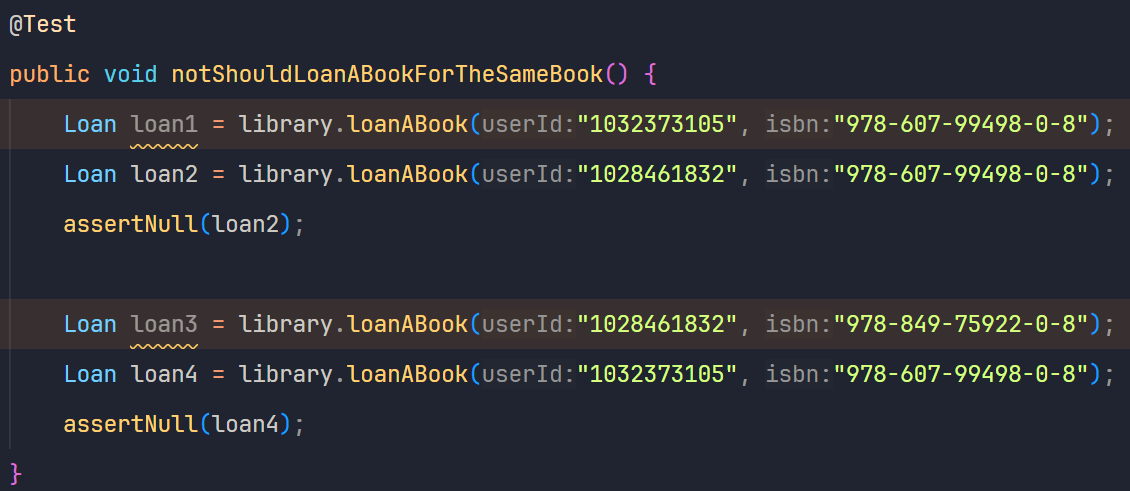 @Test
public void notShouldLoanABookForTheSameBook() {
Loan loan1 = library.loanABook(userId:"1032373105", isbn:"978-607-99498-0-8");
Loan loan2 = library.loanABook(userId:"1028461832", isbn:"978-607-99498-0-8");
assertNull(loan2);
Loan loan3 = library.loanABook(userId:"1028461832", isbn:"978-849-75922-0-8");
Loan loan4 = library.loanABook(userId:"1032373105", isbn:"978-607-99498-0-8");
assertNull(loan4);
}